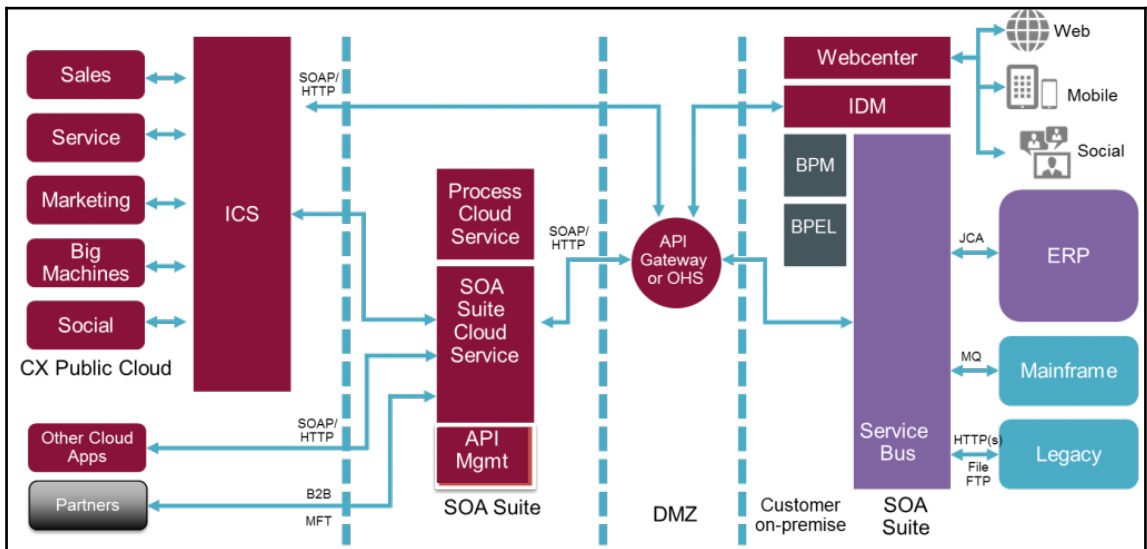 Sales
Service
Marketing
Big
Machines
Social
CX Public Cloud
Other Cloud
Apps
Partners
ICS
SOAP/
HTTP
SOAP/
HTTP
B2B
MFT
Process
Cloud
Service
SOA
Suite
Cloud
Service
API
Mgmt
SOA Suite
SOAP/
HTTP
API
Gateway
or OHS
DMZ
Webcenter
IDM
BPM
BPEL
Service
Bus
Customer
on-premise
SOA
Suite
Web
Mobile
Social
JCA
ERP
MQ
Mainframe
HTTP(s)
File
FTP
Legacy